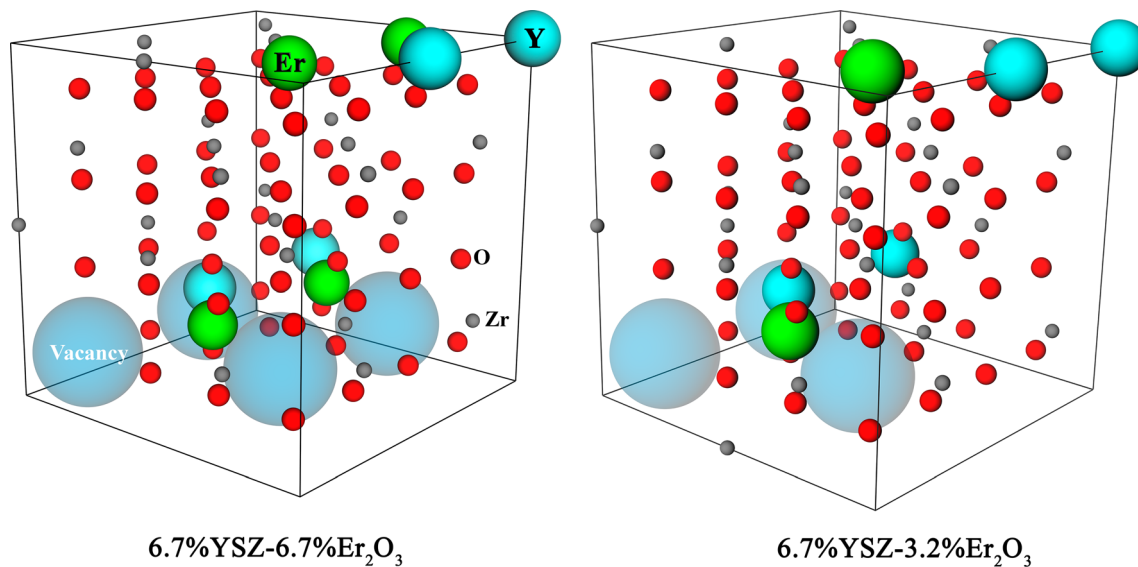 Er
Y
O
Zr
Vacancy
6.7%YSZ-6.7%Er₂O₃
6.7%YSZ-3.2%Er₂O₃